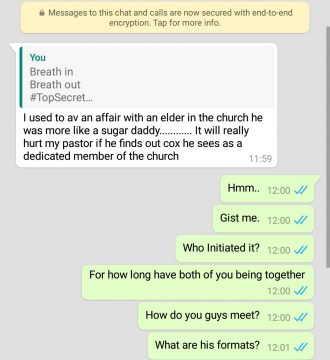 Messages to this chat and calls are now secured with end-to-end
encryption. Tap for more info.
You
Breath in
Breath out
#TopSecret...
I used to av an affair with an elder in the church he
was more like a sugar daddy............ It will really
hurt my pastor if he finds out cox he sees as a
dedicated member of the church
11:59
Hmm.. 12:00
Gist me. 12:00
Who Initiated it? 12:00
For how long have both of you being together
12:00
How do you guys meet? 12:00
What are his formats? 12:01